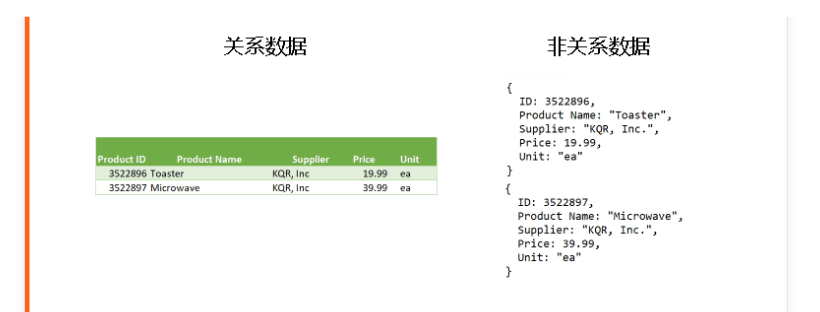 关系数据
非关系数据
Product ID Product Name Supplier Price Unit
3522896 Toaster KQR, Inc 19.99 ea
3522897 Microwave KQR, Inc 39.99 ea
{
ID: 3522896,
Product Name: "Toaster",
Supplier: "KQR, Inc.",
Price: 19.99,
Unit: "ea"
}
{
ID: 3522897,
Product Name: "Microwave",
Supplier: "KQR, Inc.",
Price: 39.99,
Unit: "ea"
}